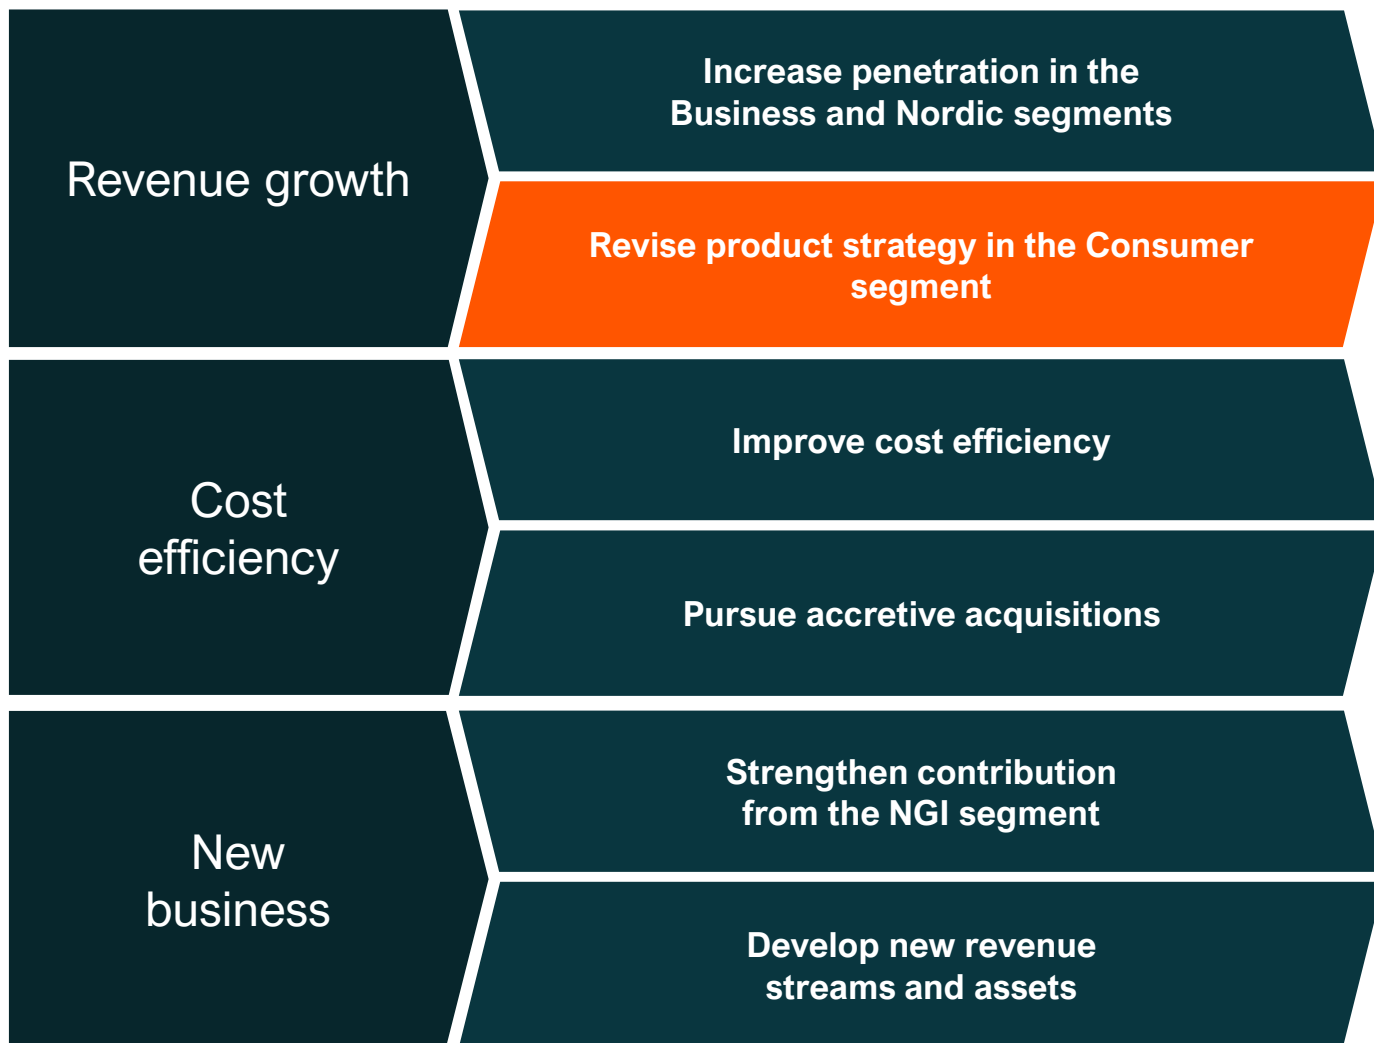 Revenue growth
Increase penetration in the
Business and Nordic segments
Revise product strategy in the Consumer
segment
Cost
efficiency
Improve cost efficiency
Pursue accretive acquisitions
New
business
Strengthen contribution
from the NGI segment
Develop new revenue
streams and assets